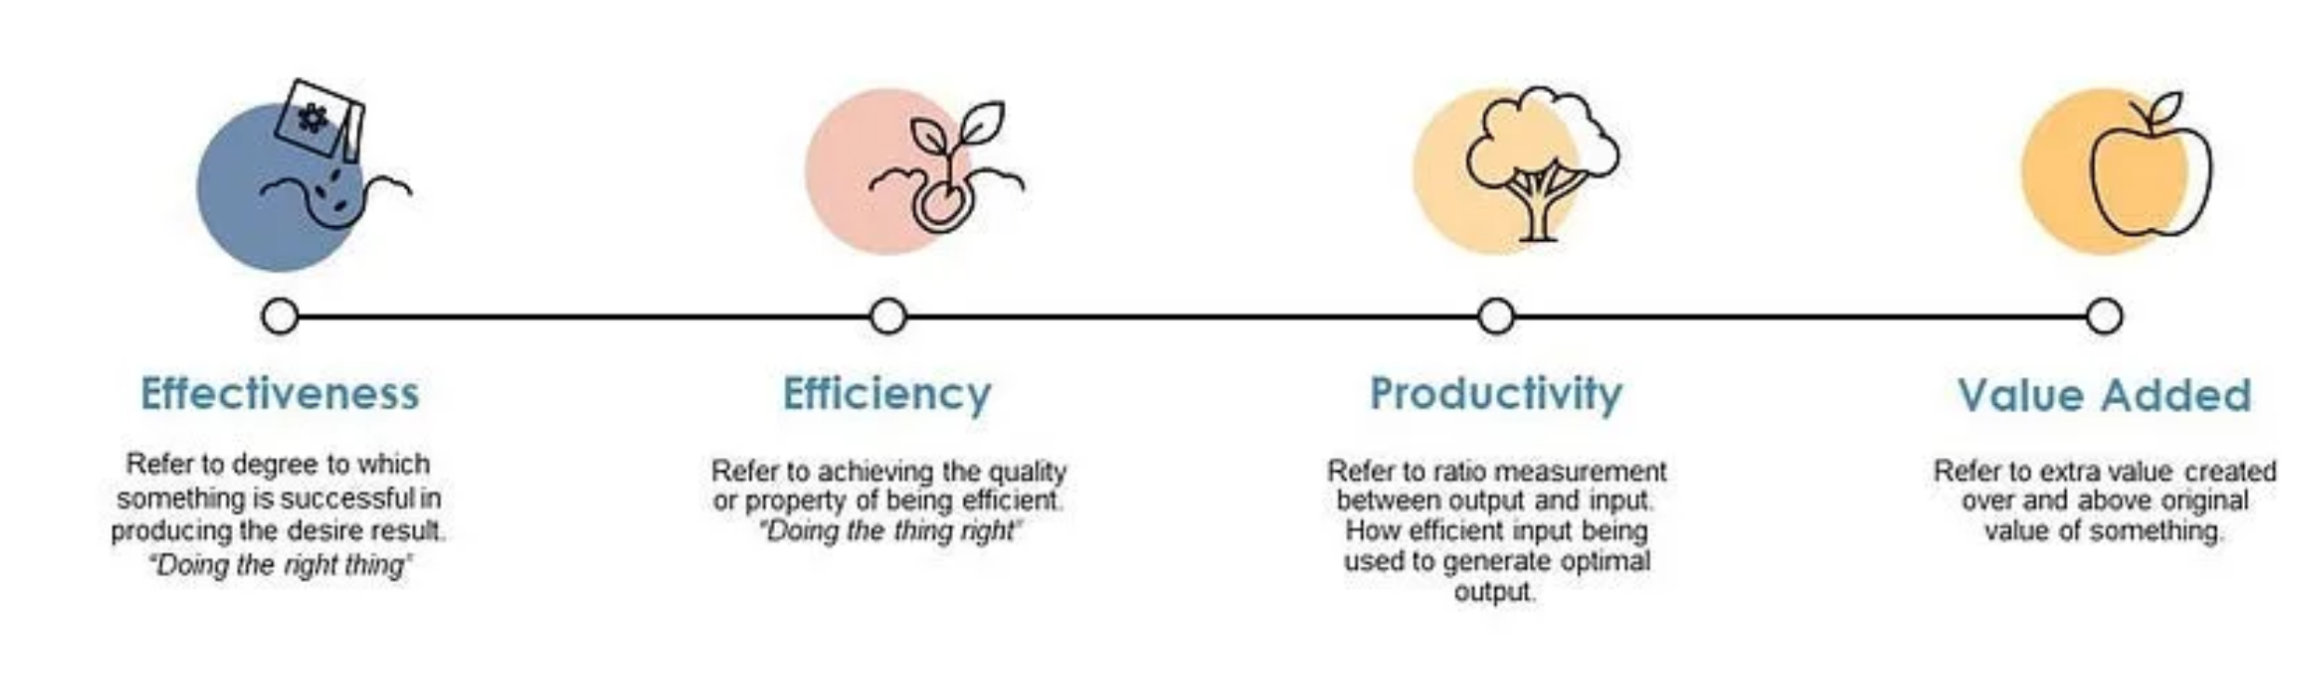 Effectiveness
Refer to degree to which
something is successful in
producing the desire result.
"Doing the right thing"
Efficiency
Refer to achieving the quality
or property of being efficient.
"Doing the thing right"
Productivity
Refer to ratio measurement
between output and input.
How efficient input being
used to generate optimal
output.
Value Added
Refer to extra value created
over and above original
value of something.